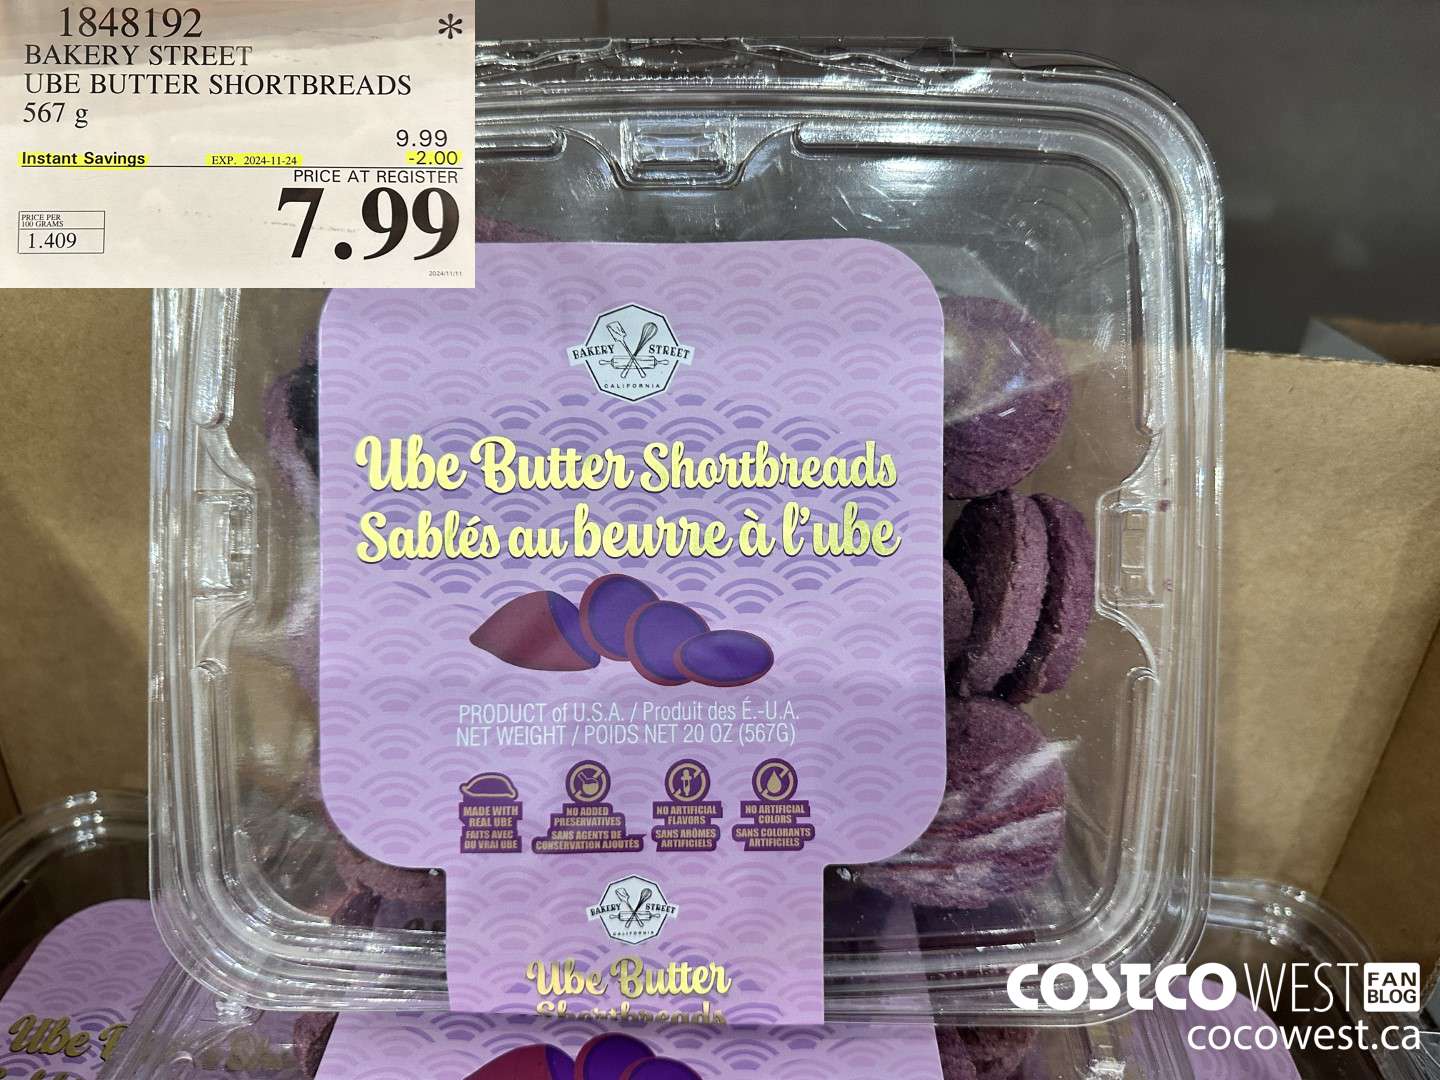 1848192 *
BAKERY STREET
UBE BUTTER SHORTBREADS
567 g
9.99
Instant Savings EXP. 2024-11-24 -2.00
PRICE AT REGISTER
7.99
PRICE PER
100 GRAMS
1.409
2024/11/11
BAKERY STREET
CALIFORNIA
Ube Butter Shortbreads
Sablés au beurre à l'ube
PRODUCT of U.S.A. / Produit des É.-U.A.
NET WEIGHT / POIDS NET 20 OZ (567G)
MADE WITH
REAL UBE
FAITS AVEC
DU VRAI UBE
NO ADDED
PRESERVATIVES
SANS AGENTS DE
CONSERVATION AJOUTÉS
NO ARTIFICIAL
FLAVORS
SANS ARÔMES
ARTIFICIELS
NO ARTIFICIAL
COLORS
SANS COLORANTS
ARTIFICIELS
BAKERY STREET
CALIFORNIA
Ube Butter
Shortbreads
Ube
COSTCO WEST FAN
BLOG
cocowest.ca